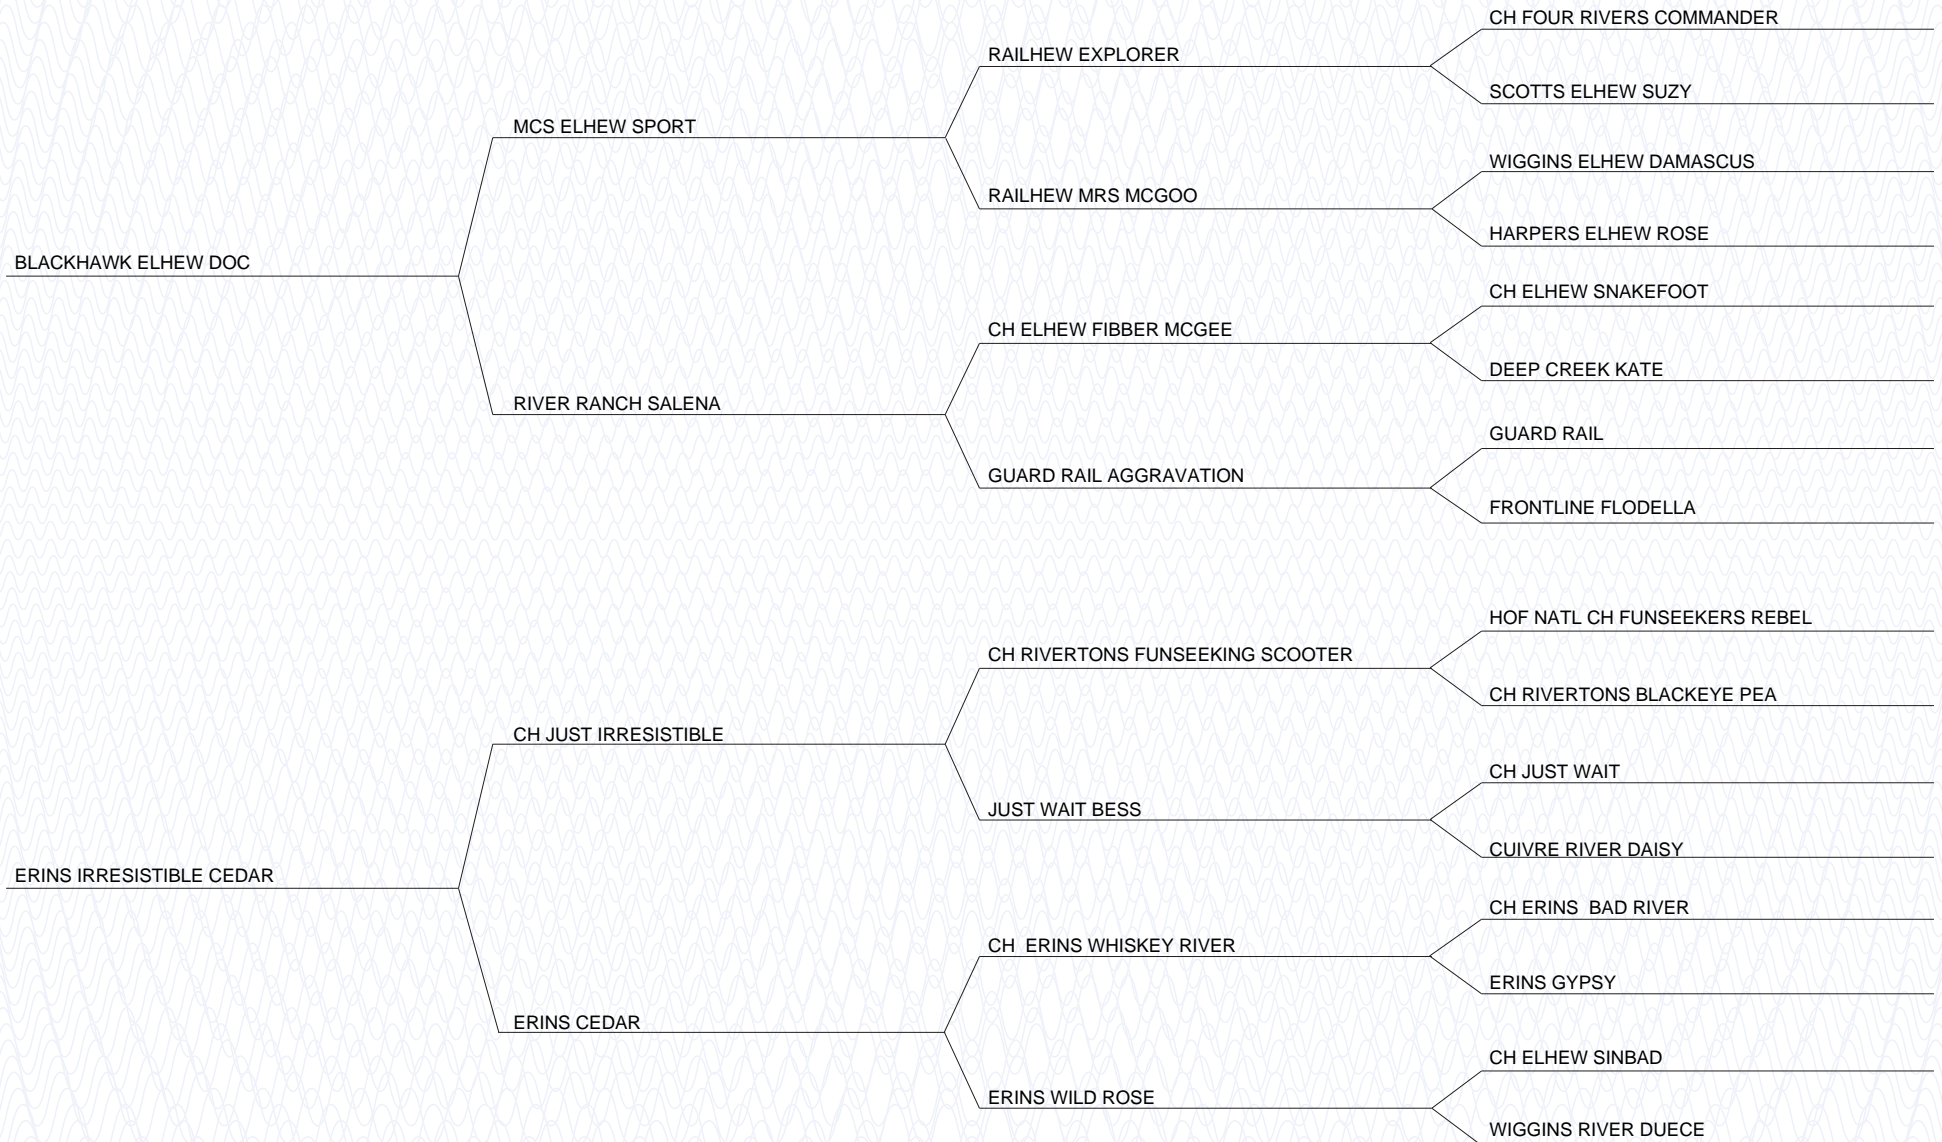 CH FOUR RIVERS COMMANDER
RAILHEW EXPLORER
SCOTTS ELHEW SUZY
MCS ELHEW SPORT
WIGGINS ELHEW DAMASCUS
RAILHEW MRS MCGOO
HARPERS ELHEW ROSE
BLACKHAWK ELHEW DOC
CH ELHEW SNAKEFOOT
CH ELHEW FIBBER MCGEE
DEEP CREEK KATE
RIVER RANCH SALENA
GUARD RAIL
GUARD RAIL AGGRAVATION
FRONTLINE FLODELLA
HOF NATL CH FUNSEEKERS REBEL
CH RIVERTONS FUNSEEKING SCOOTER
CH RIVERTONS BLACKEYE PEA
CH JUST IRRESISTIBLE
CH JUST WAIT
JUST WAIT BESS
CUIVRE RIVER DAISY
ERINS IRRESISTIBLE CEDAR
CH ERINS  BAD RIVER
CH  ERINS WHISKEY RIVER
ERINS GYPSY
ERINS CEDAR
CH ELHEW SINBAD
ERINS WILD ROSE
WIGGINS RIVER DUECE